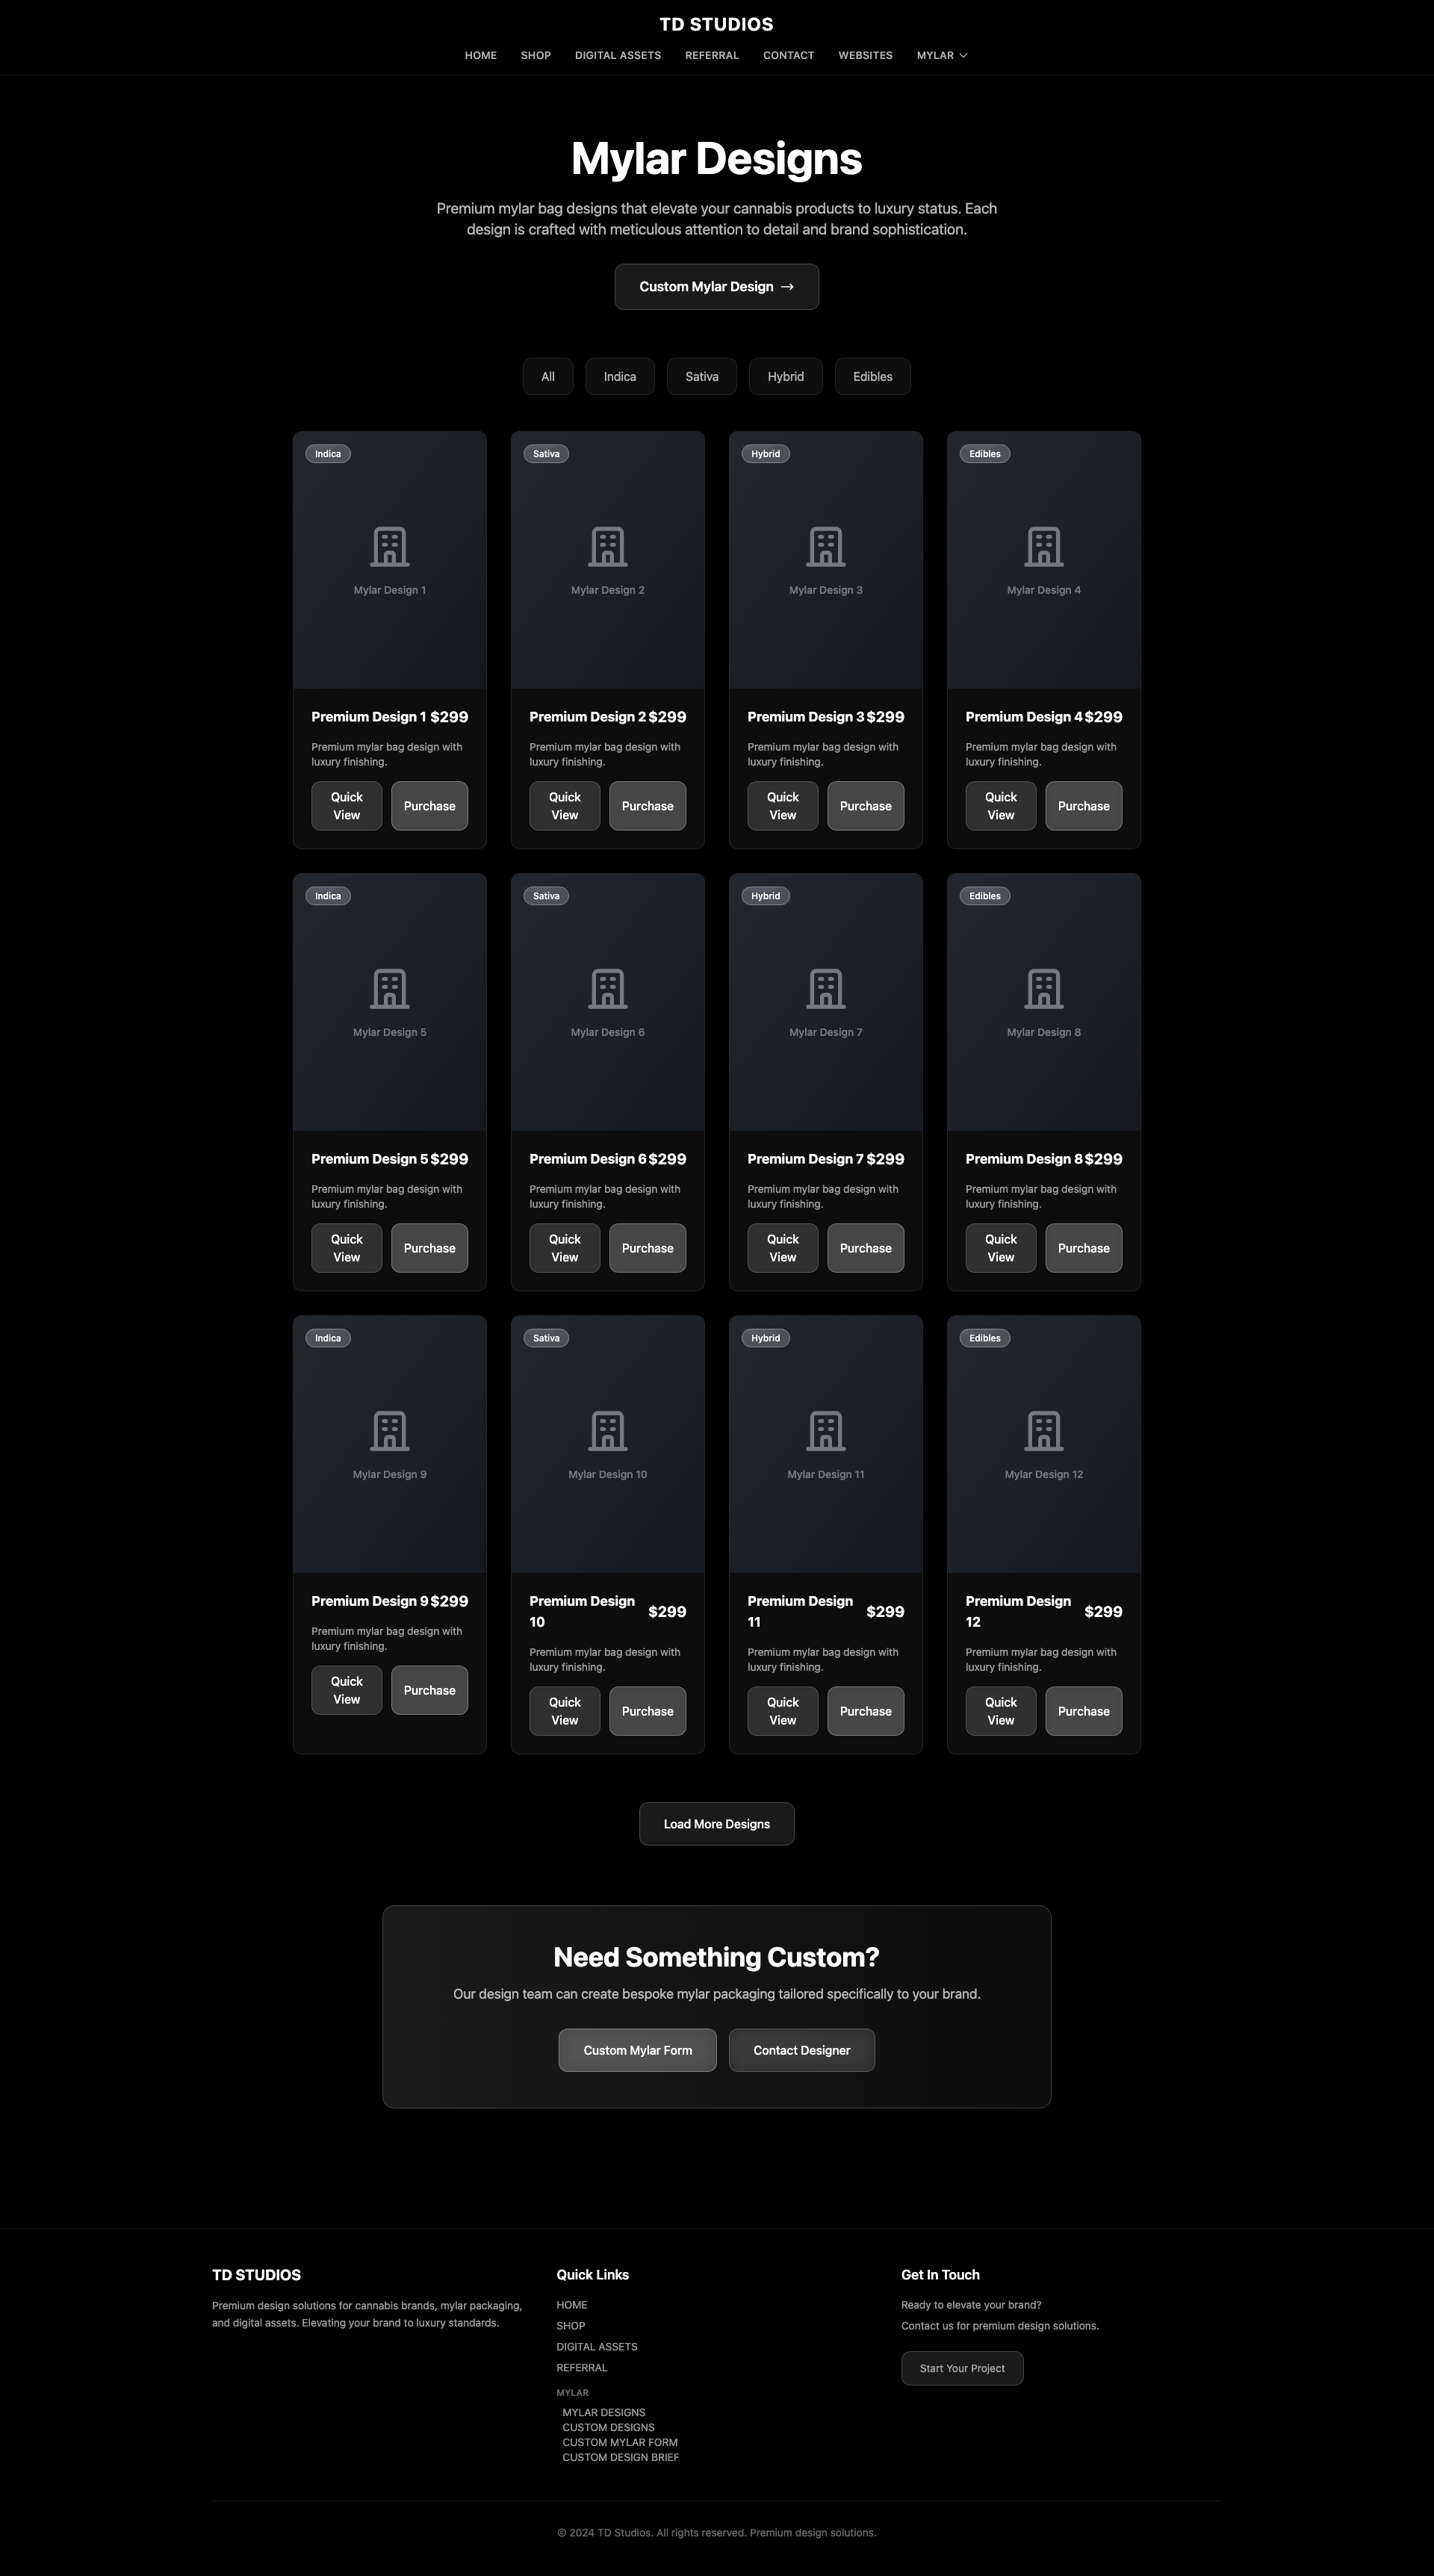 TD STUDIOS
HOME SHOP DIGITAL ASSETS REFERRAL CONTACT WEBSITES MYLAR
Mylar Designs
Premium mylar bag designs that elevate your cannabis products to luxury status. Each
design is crafted with meticulous attention to detail and brand sophistication.
Custom Mylar Design →
All Indica Sativa Hybrid Edibles
Indica
Mylar Design 1
Premium Design 1 $299
Premium mylar bag design with
luxury finishing.
Quick
View
Purchase
Sativa
Mylar Design 2
Premium Design 2 $299
Premium mylar bag design with
luxury finishing.
Quick
View
Purchase
Hybrid
Mylar Design 3
Premium Design 3 $299
Premium mylar bag design with
luxury finishing.
Quick
View
Purchase
Edibles
Mylar Design 4
Premium Design 4 $299
Premium mylar bag design with
luxury finishing.
Quick
View
Purchase
Indica
Mylar Design 5
Premium Design 5 $299
Premium mylar bag design with
luxury finishing.
Quick
View
Purchase
Sativa
Mylar Design 6
Premium Design 6 $299
Premium mylar bag design with
luxury finishing.
Quick
View
Purchase
Hybrid
Mylar Design 7
Premium Design 7 $299
Premium mylar bag design with
luxury finishing.
Quick
View
Purchase
Edibles
Mylar Design 8
Premium Design 8 $299
Premium mylar bag design with
luxury finishing.
Quick
View
Purchase
Indica
Mylar Design 9
Premium Design 9 $299
Premium mylar bag design with
luxury finishing.
Quick
View
Purchase
Sativa
Mylar Design 10
Premium Design
10
$299
Premium mylar bag design with
luxury finishing.
Quick
View
Purchase
Hybrid
Mylar Design 11
Premium Design
11
$299
Premium mylar bag design with
luxury finishing.
Quick
View
Purchase
Edibles
Mylar Design 12
Premium Design
12
$299
Premium mylar bag design with
luxury finishing.
Quick
View
Purchase
Load More Designs
Need Something Custom?
Our design team can create bespoke mylar packaging tailored specifically to your brand.
Custom Mylar Form Contact Designer
TD STUDIOS
Premium design solutions for cannabis brands, mylar packaging,
and digital assets. Elevating your brand to luxury standards.
Quick Links
HOME
SHOP
DIGITAL ASSETS
REFERRAL
MYLAR
MYLAR DESIGNS
CUSTOM DESIGNS
CUSTOM MYLAR FORM
CUSTOM DESIGN BRIEF
Get In Touch
Ready to elevate your brand?
Contact us for premium design solutions.
Start Your Project
© 2024 TD Studios. All rights reserved. Premium design solutions.